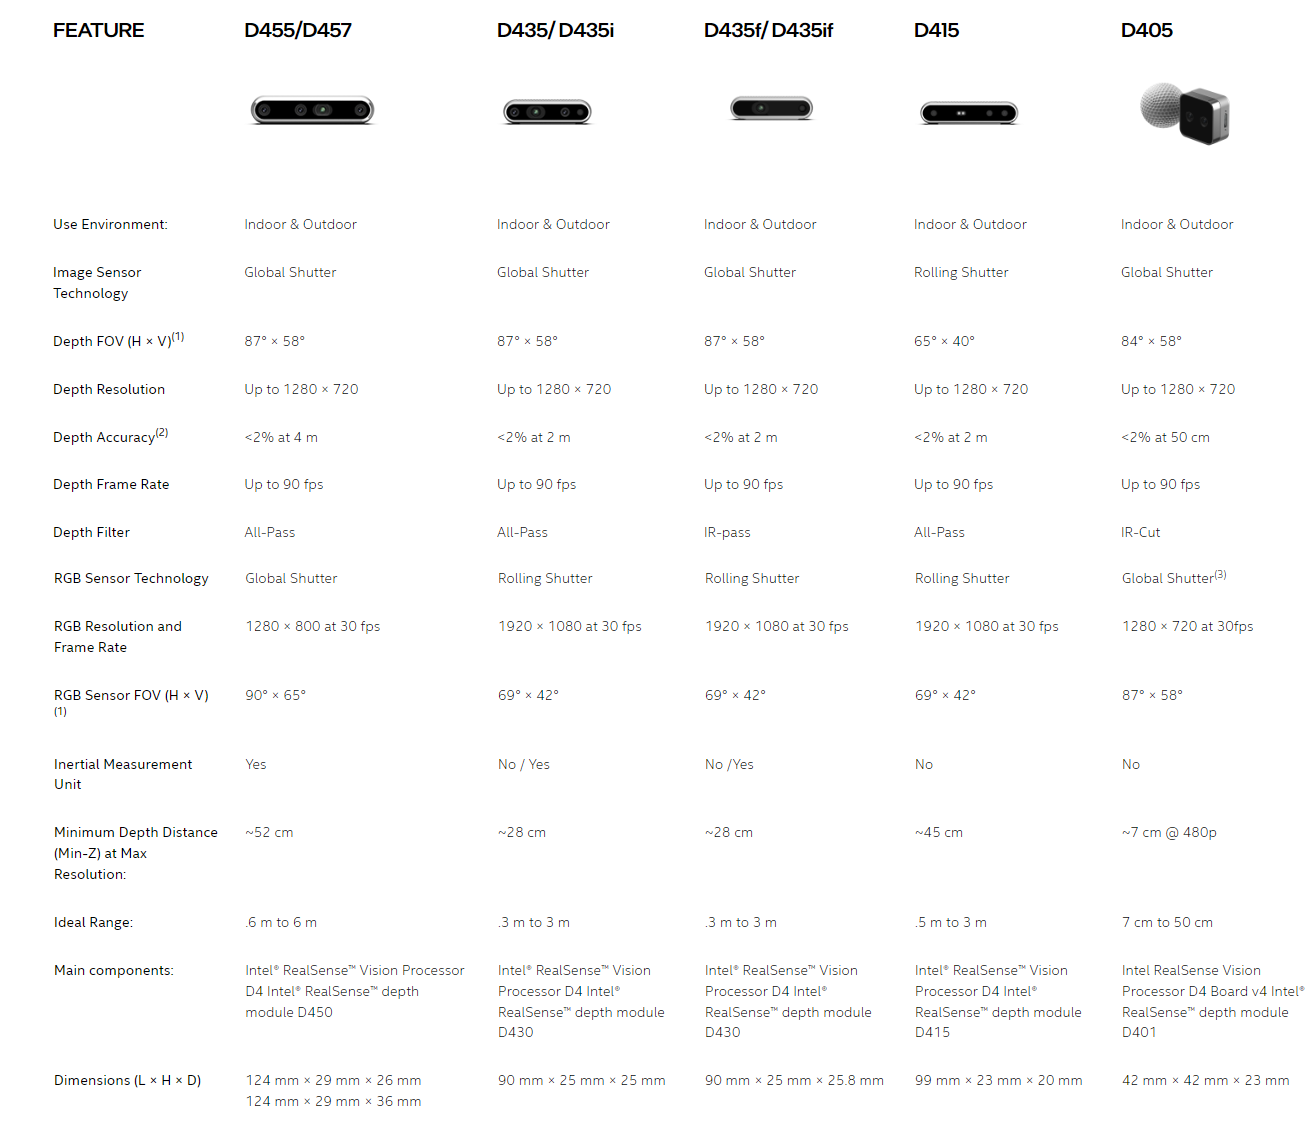 FEATURE D455/D457 D435/ D435i D435f/ D435if D415 D405
Use Environment: Indoor & Outdoor Indoor & Outdoor Indoor & Outdoor Indoor & Outdoor Indoor & Outdoor
Image Sensor Global Shutter Global Shutter Global Shutter Rolling Shutter Global Shutter
Technology
Depth FOV (H × V)(1) 87° × 58° 87° × 58° 87° × 58° 65° × 40° 84° × 58°
Depth Resolution Up to 1280 × 720 Up to 1280 × 720 Up to 1280 × 720 Up to 1280 × 720 Up to 1280 × 720
Depth Accuracy(2) <2% at 4 m <2% at 2 m <2% at 2 m <2% at 2 m <2% at 50 cm
Depth Frame Rate Up to 90 fps Up to 90 fps Up to 90 fps Up to 90 fps Up to 90 fps
Depth Filter All-Pass All-Pass IR-pass All-Pass IR-Cut
RGB Sensor Technology Global Shutter Rolling Shutter Rolling Shutter Rolling Shutter Global Shutter(3)
RGB Resolution and 1280 × 800 at 30 fps 1920 × 1080 at 30 fps 1920 × 1080 at 30 fps 1920 × 1080 at 30 fps 1280 × 720 at 30fps
Frame Rate
RGB Sensor FOV (H × V) 90° × 65° 69° × 42° 69° × 42° 69° × 42° 87° × 58°
(1)
Inertial Measurement Yes No / Yes No /Yes No No
Unit
Minimum Depth Distance ~52 cm ~28 cm ~28 cm ~45 cm ~7 cm @ 480p
(Min-Z) at Max
Resolution:
Ideal Range: .6 m to 6 m .3 m to 3 m .3 m to 3 m .5 m to 3 m 7 cm to 50 cm
Main components: Intel® RealSense™ Vision Processor Intel® RealSense™ Vision Intel® RealSense™ Vision Intel® RealSense™ Vision Intel RealSense Vision
D4 Intel® RealSense™ depth Processor D4 Intel® Processor D4 Intel® Processor D4 Intel® Processor D4 Board v4 Intel®
module D450 RealSense™ depth module RealSense™ depth module RealSense™ depth module RealSense™ depth module
D430 D430 D415 D401
Dimensions (L × H × D) 124 mm × 29 mm × 26 mm 90 mm × 25 mm × 25 mm 90 mm × 25 mm × 25.8 mm 99 mm × 23 mm × 20 mm 42 mm × 42 mm × 23 mm
124 mm × 29 mm × 36 mm